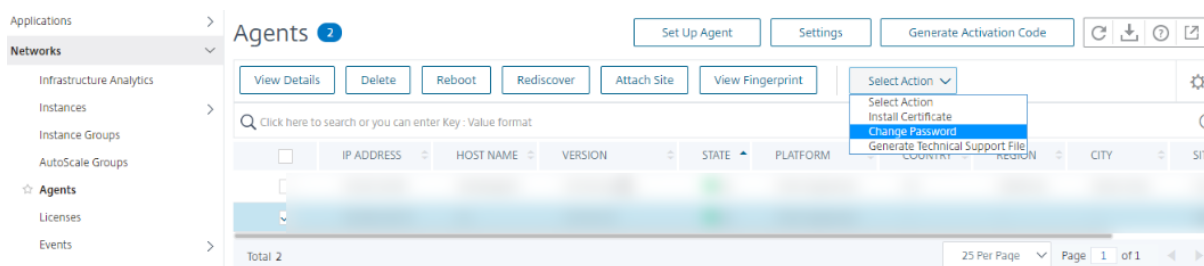 Applications
Networks
Infrastructure Analytics
Instances
Instance Groups
AutoScale Groups
Agents
Licenses
Events
Agents 2
Set Up Agent
Settings
Generate Activation Code
View Details
Delete
Reboot
Rediscover
Attach Site
View Fingerprint
Select Action
Select Action
Install Certificate
Change Password
Generate Technical Support File
Click here to search or you can enter Key : Value format
IP ADDRESS HOST NAME VERSION STATE PLATFORM COUNTRY REGION CITY SIT
Total 2
25 Per Page Page 1 of 1